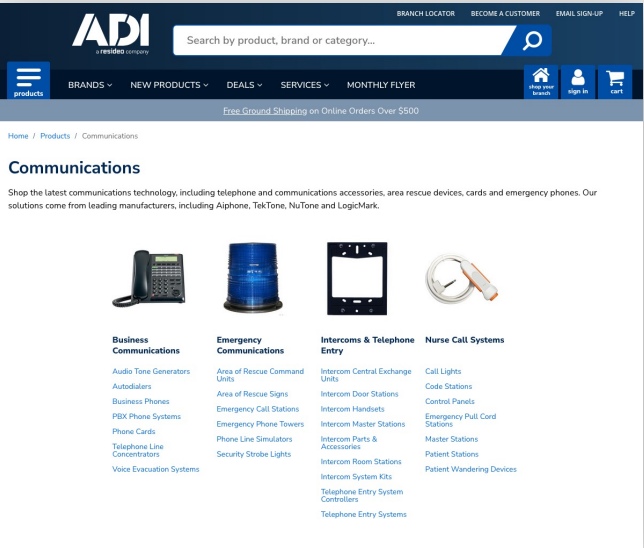 BRANCH LOCATOR BECOME A CUSTOMER EMAIL SIGN-UP HELP
ADI
a resideo company
Search by product, brand or category...
products
BRANDS NEW PRODUCTS DEALS SERVICES MONTHLY FLYER
shop your
branch
sign in
cart
Free Ground Shipping on Online Orders Over $500
Home / Products / Communications
Communications
Shop the latest communications technology, including telephone and communications accessories, area rescue devices, cards and emergency phones. Our
solutions come from leading manufacturers, including Aiphone, TekTone, NuTone and LogicMark.
Business
Communications
Audio Tone Generators
Autodialers
Business Phones
PBX Phone Systems
Phone Cards
Telephone Line
Concentrators
Voice Evacuation Systems
Emergency
Communications
Area of Rescue Command
Units
Area of Rescue Signs
Emergency Call Stations
Emergency Phone Towers
Phone Line Simulators
Security Strobe Lights
Intercoms & Telephone
Entry
Intercom Central Exchange
Units
Intercom Door Stations
Intercom Handsets
Intercom Master Stations
Intercom Parts &
Accessories
Intercom Room Stations
Intercom System Kits
Telephone Entry System
Controllers
Telephone Entry Systems
Nurse Call Systems
Call Lights
Code Stations
Control Panels
Emergency Pull Cord
Stations
Master Stations
Patient Stations
Patient Wandering Devices